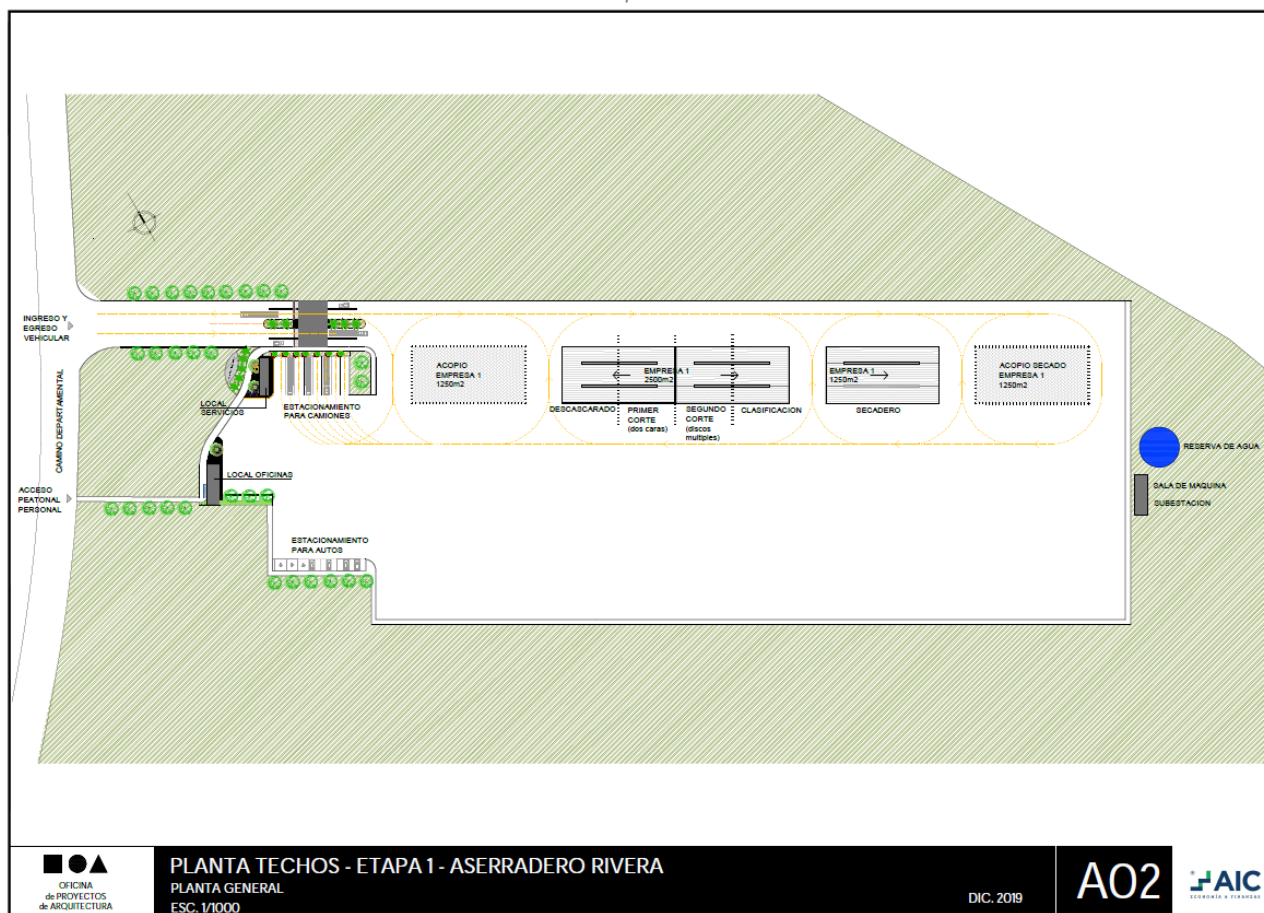 INGRESO Y
EGRESO
VEHICULAR
CAMINO DEPARTAMENTAL
ACCESO
PEATONAL
PERSONAL
LOCAL
SERVICIOS
ESTACIONAMIENTO
PARA CAMIONES
LOCAL OFICINAS
ESTACIONAMIENTO
PARA AUTOS
ACOPIO
EMPRESA 1
1250m2
EMPRESA 1
2500m2
DESCASCARADO
PRIMER
CORTE
(dos caras)
SEGUNDO
CORTE
(discos
multiples)
CLASIFICACION
EMPRESA 1
1250m2
SECADERO
ACOPIO SECADO
EMPRESA 1
1250m2
RESERVA DE AGUA
SALA DE MAQUINA
SUBESTACION
OFICINA
de PROYECTOS
de ARQUITECTURA
PLANTA TECHOS - ETAPA 1 - ASERRADERO RIVERA
PLANTA GENERAL
ESC. 1/1000
DIC. 2019
A02
AIC
ECONOMÍA & FINANZAS